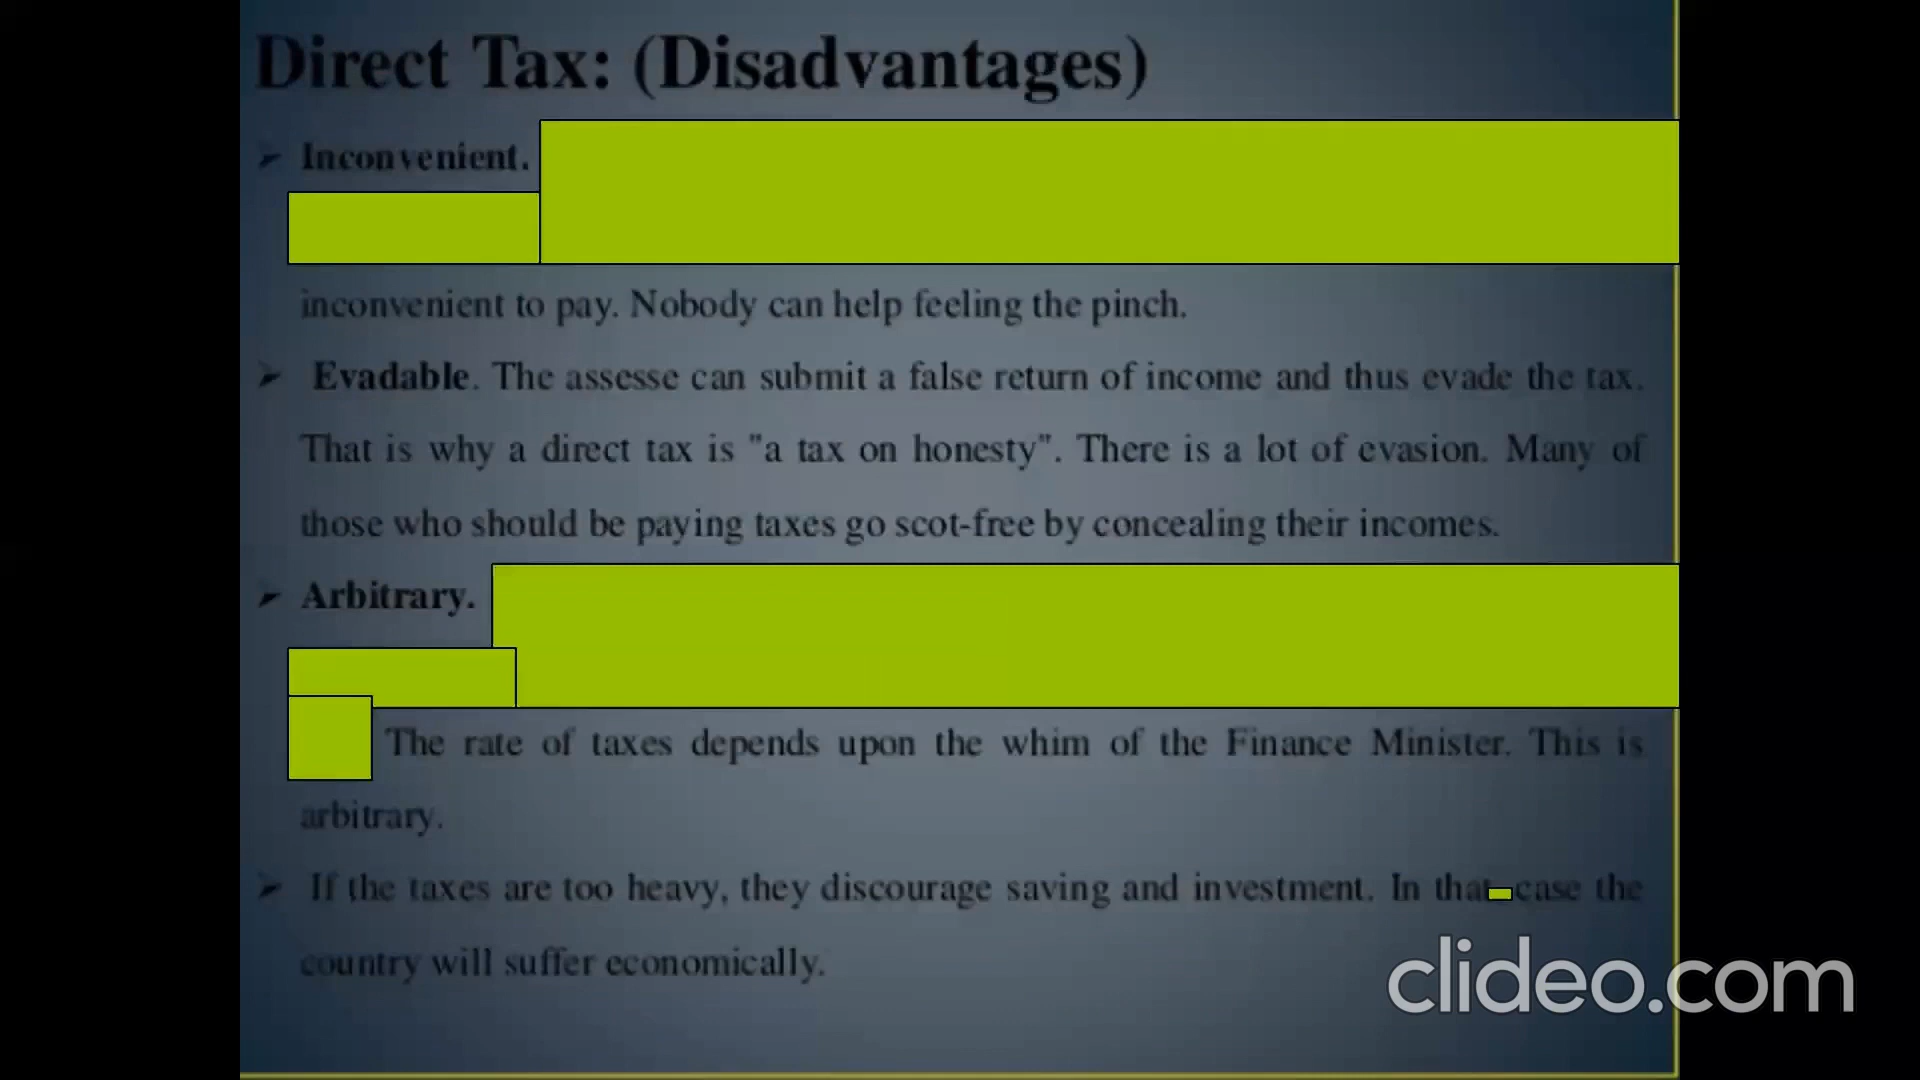 Direct Tax: (Disadvantages)
➢ Inconvenient.
inconvenient to pay. Nobody can help feeling the pinch.
➢ Evadable. The assesse can submit a false return of income and thus evade the tax.
That is why a direct tax is "a tax on honesty". There is a lot of evasion. Many of
those who should be paying taxes go scot-free by concealing their incomes.
➢ Arbitrary.
The rate of taxes depends upon the whim of the Finance Minister. This is
arbitrary.
➢ If the taxes are too heavy, they discourage saving and investment. In that case the
country will suffer economically.
clideo.com